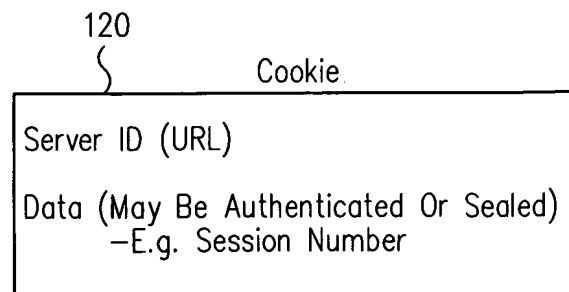 120
Cookie
Server ID (URL)
Data (May Be Authenticated Or Sealed)
-E.g. Session Number